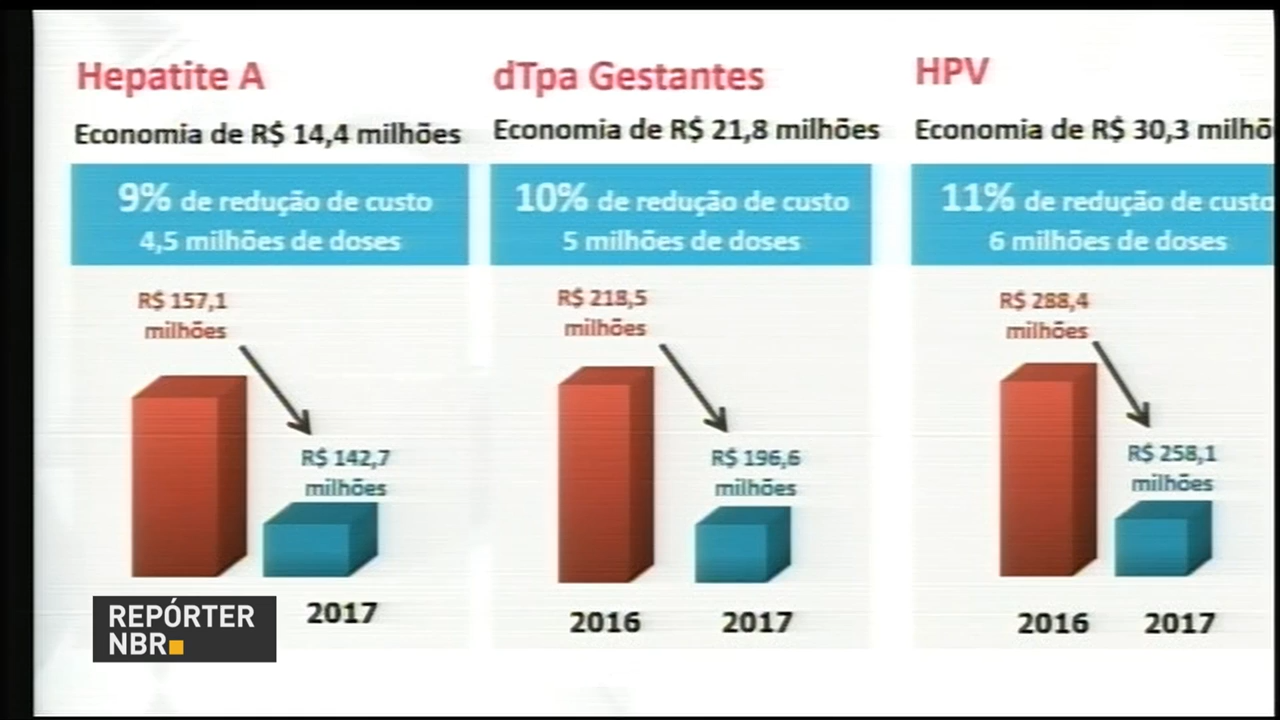 Hepatite A
Economia de R$ 14,4 milhões
9% de redução de custo
4,5 milhões de doses
R$ 157,1
milhões
R$ 142,7
milhões
2017
dTpa Gestantes
Economia de R$ 21,8 milhões
10% de redução de custo
5 milhões de doses
R$ 218,5
milhões
R$ 196,6
milhões
2016
2017
HPV
Economia de R$ 30,3 milhõ
11% de redução de custo
6 milhões de doses
R$ 288,4
milhões
R$ 258,1
milhões
2016
2017
REPÓRTER
NBR